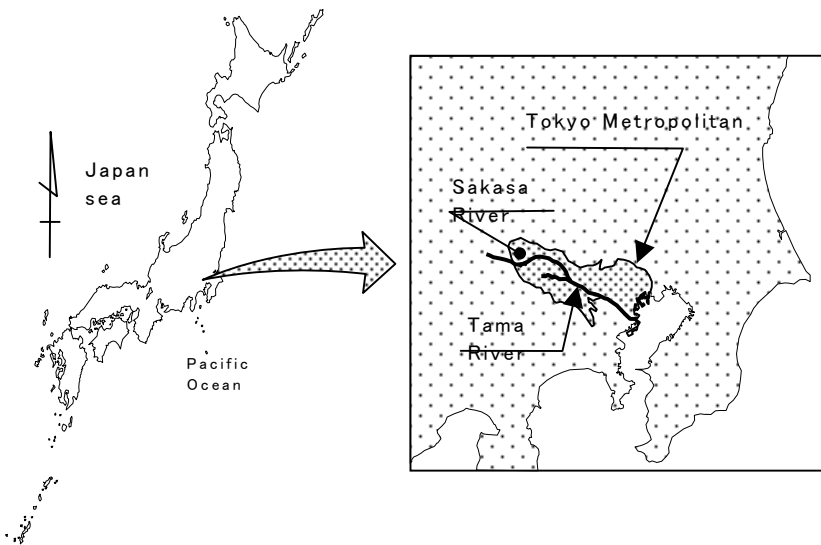 Japan
sea
Pacific
Ocean
Tokyo Metropolitan
Sakasa
River
Tama
River